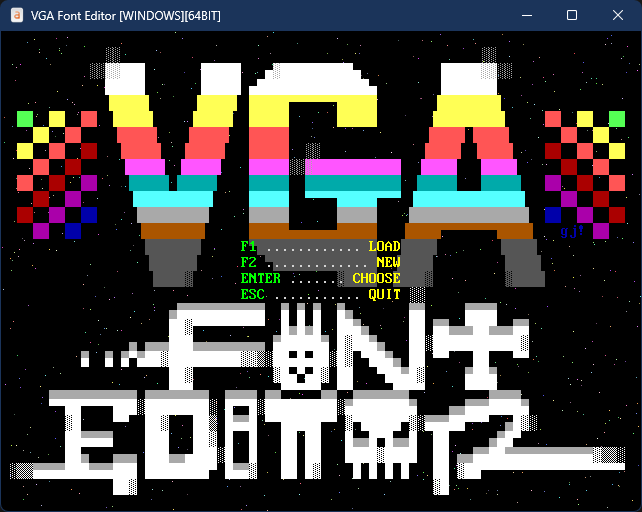 VGA Font Editor [WINDOWS][64BIT]
VGA
F1 ............ LOAD
F2 .............. NEW
ENTER ....... CHOOSE
ESC ........... QUIT
FONT
EDITOR